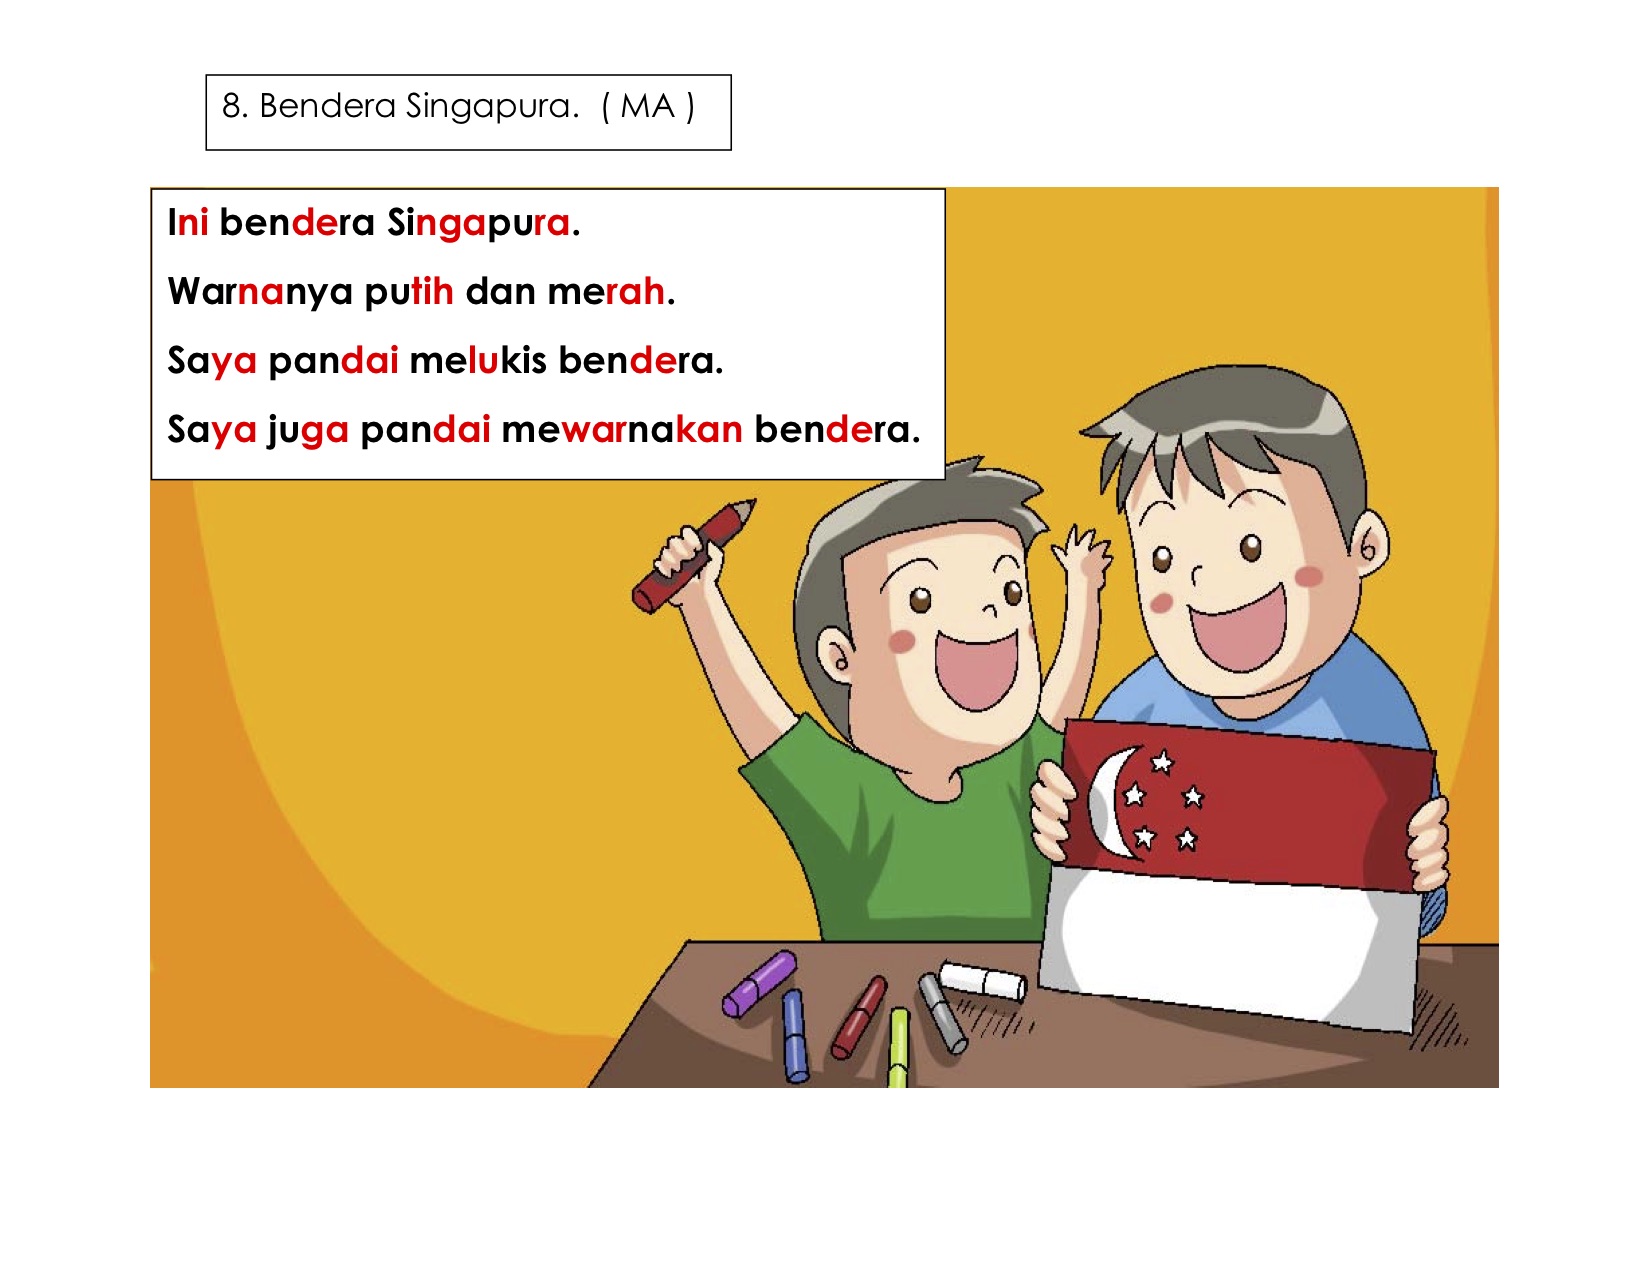 8. Bendera Singapura. ( MA )
Ini bendera Singapura.
Warnanya putih dan merah.
Saya pandai melukis bendera.
Saya juga pandai mewarnakan bendera.